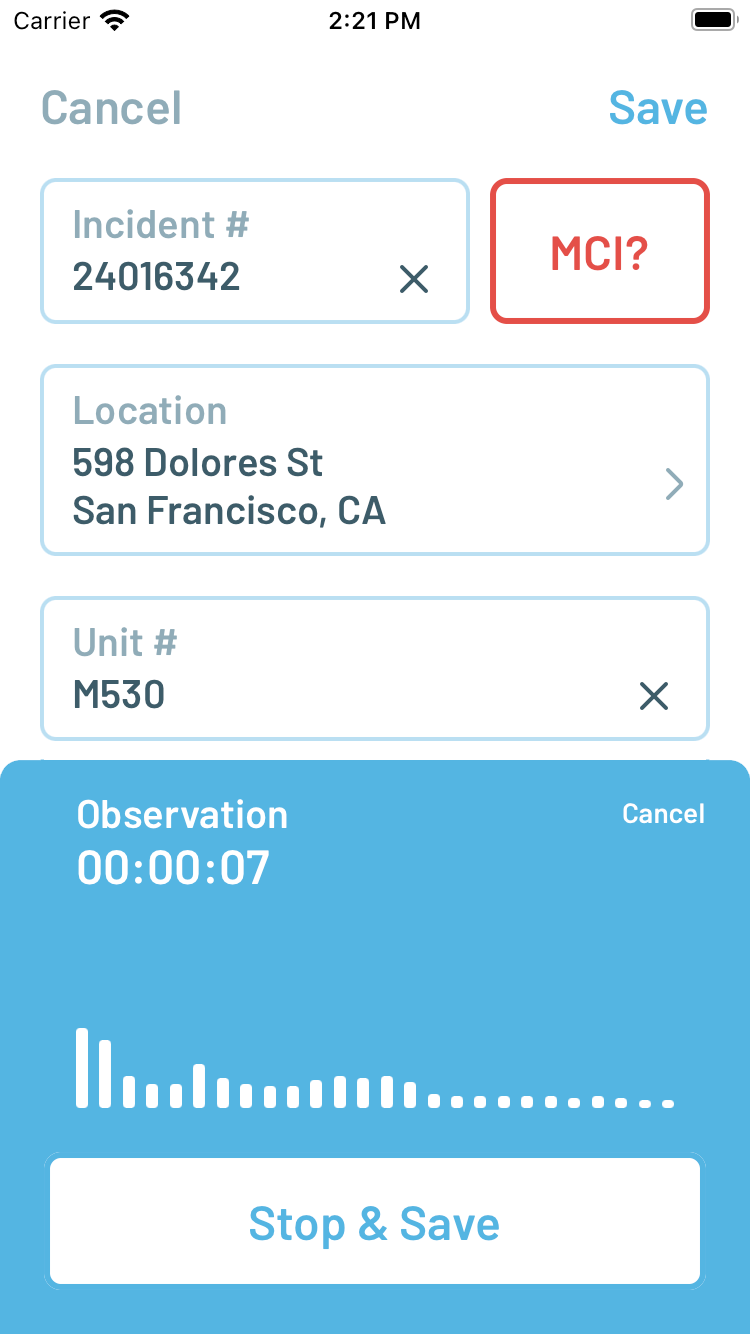 Carrier 2:21 PM
Cancel Save
Incident #
24016342
MCI?
Location
598 Dolores St
San Francisco, CA
Unit #
M530
Observation Cancel
00:00:07
Stop & Save